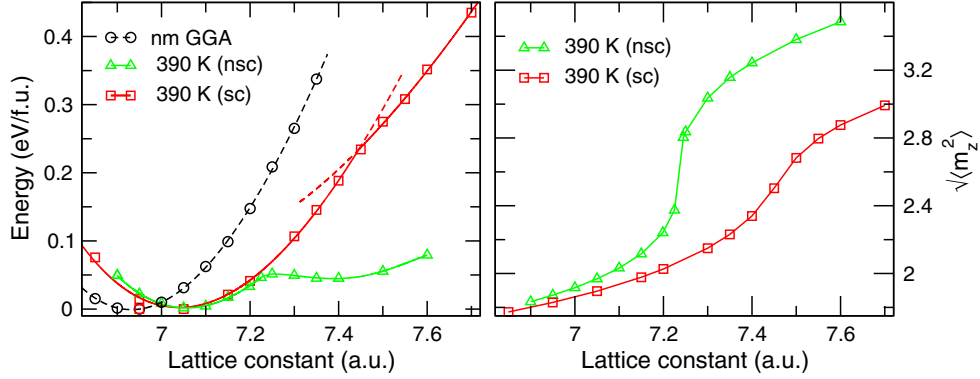 0.4
0.3
0.2
0.1
0
Energy (eV/f.u.)
nm GGA
390 K (nsc)
390 K (sc)
7
7.2
7.4
7.6
Lattice constant (a.u.)
390 K (nsc)
390 K (sc)
3.2
2.8
2.4
2
√⟨m_z^2⟩
7
7.2
7.4
7.6
Lattice constant (a.u.)